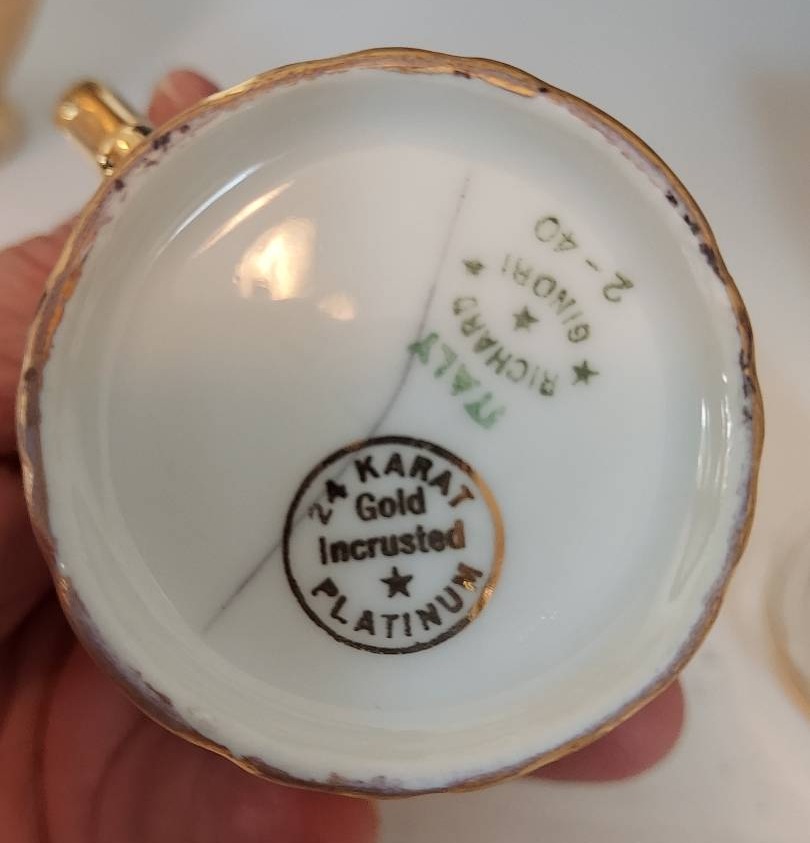 24 KARAT
Gold
Incrusted
★
PLATINUM
★ RICHARD ★
GINORI
★
2-40
ITALY